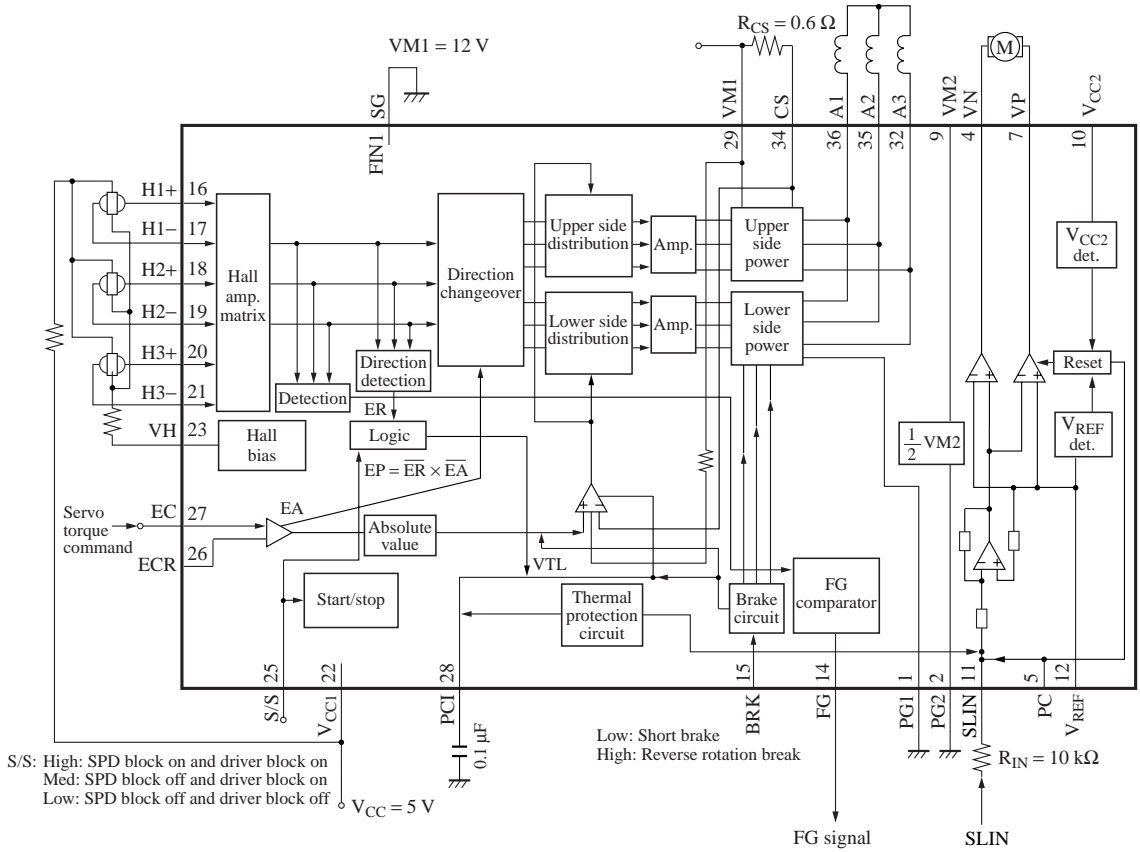 R_CS = 0.6 Ω
VM1 = 12 V
M
SG
VM1
CS
A1
A2
A3
VM2
VN
VP
V_CC2
FIN1
29
34
36
35
32
9
4
7
10
H1+
16
H1−
17
H2+
18
H2−
19
H3+
20
H3−
21
VH
23
Hall
amp.
matrix
Direction
changeover
Upper side
distribution
Amp.
Upper
side
power
Lower side
distribution
Amp.
Lower
side
power
V_CC2
det.
Reset
V_REF
det.
1/2 VM2
Detection
Direction
detection
ER
Logic
Hall
bias
EP = E̅R̅ × E̅A̅
EA
Servo
torque
command
EC
27
ECR
26
− +
− +
− +
+ −
Absolute
value
VTL
Start/stop
Thermal
protection
circuit
Brake
circuit
FG
comparator
25
22
28
15
14
1
2
11
5
12
S/S
V_CC1
PCI
BRK
FG
PG1
PG2
SLIN
PC
V_REF
0.1 µF
Low: Short brake
High: Reverse rotation break
R_IN = 10 kΩ
S/S: High: SPD block on and driver block on
Med: SPD block off and driver block on
Low: SPD block off and driver block off
V_CC = 5 V
FG signal
SLIN